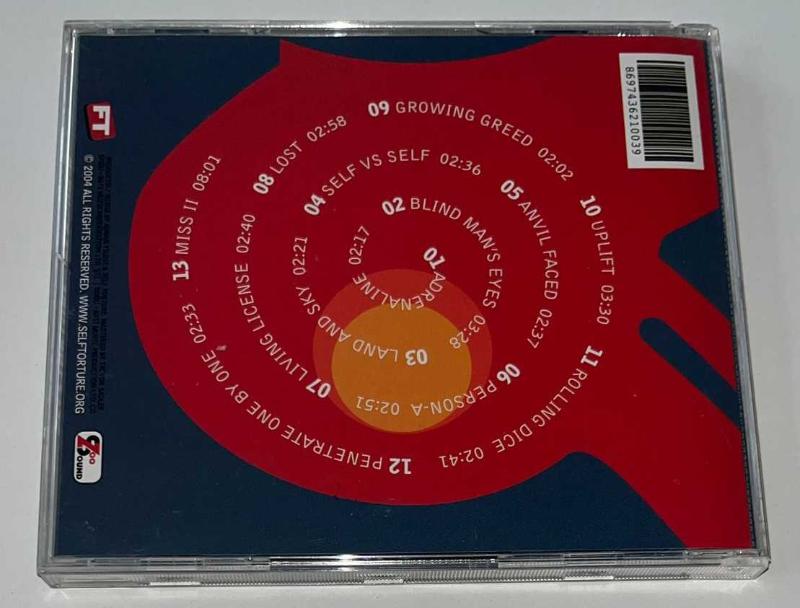 01 ADRENALINE 02:17
02 BLIND MAN'S EYES 03:28
03 LAND AND SKY 02:21
04 SELF VS SELF 02:36
05 ANVIL FACED 02:37
06 PERSON-A 02:51
07 LIVING LICENSE 02:40
08 LOST 02:58
09 GROWING GREED 02:02
10 UPLIFT 03:30
11 ROLLING DICE 02:41
12 PENETRATE ONE BY ONE 02:33
13 MISS II 08:01
8697436210039
FT
© 2004 ALL RIGHTS RESERVED. WWW.SELFTORTURE.ORG
ZOO
SOUND